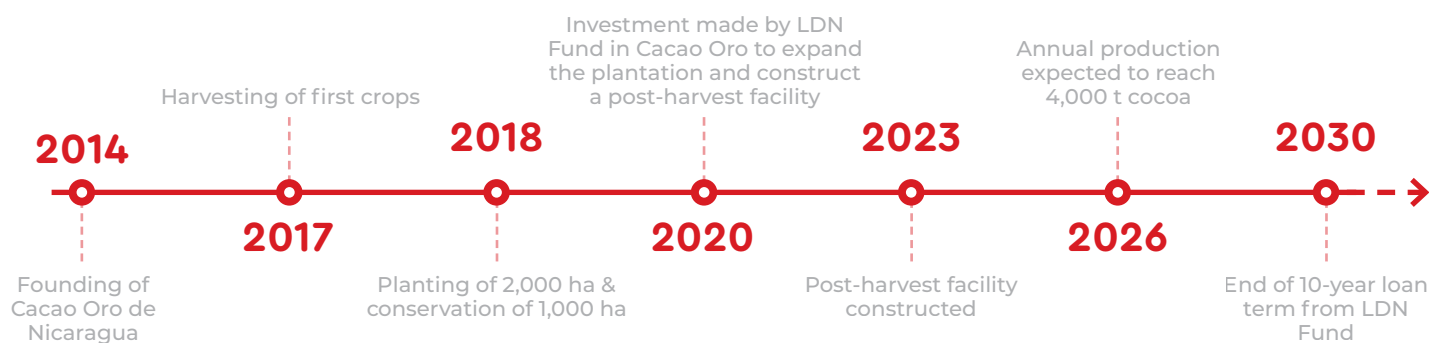 2014
Founding of
Cacao Oro de
Nicaragua
Harvesting of first crops
2017
2018
Planting of 2,000 ha &
conservation of 1,000 ha
Investment made by LDN
Fund in Cacao Oro to expand
the plantation and construct
a post-harvest facility
2020
2023
Post-harvest facility
constructed
Annual production
expected to reach
4,000 t cocoa
2026
2030
End of 10-year loan
term from LDN
Fund